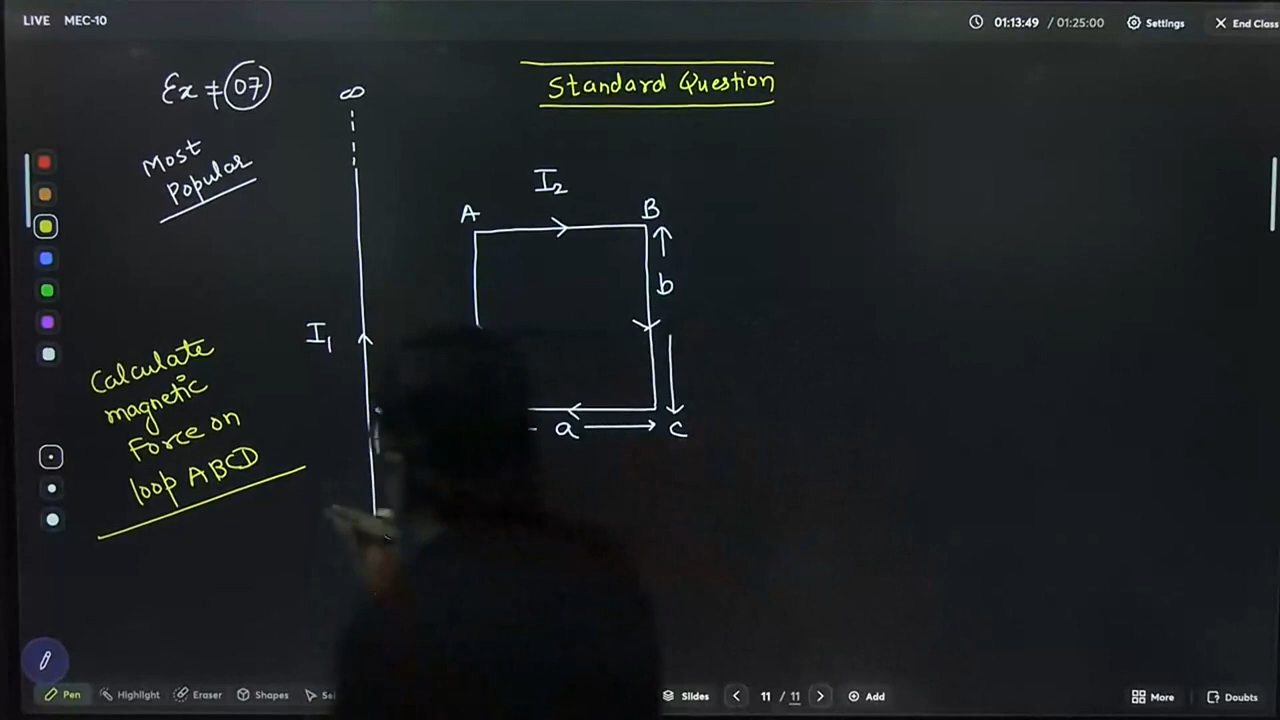 LIVE MEC-10
01:13:49 / 01:25:00 Settings End Class
Ex = 07
∞
Standard Question
Most
Popular
I₂
A B
b
I₁
Calculate
magnetic
Force on
loop ABCD
a C
Pen Highlight Eraser Shapes Sel Slides 11 / 11 Add More Doubts